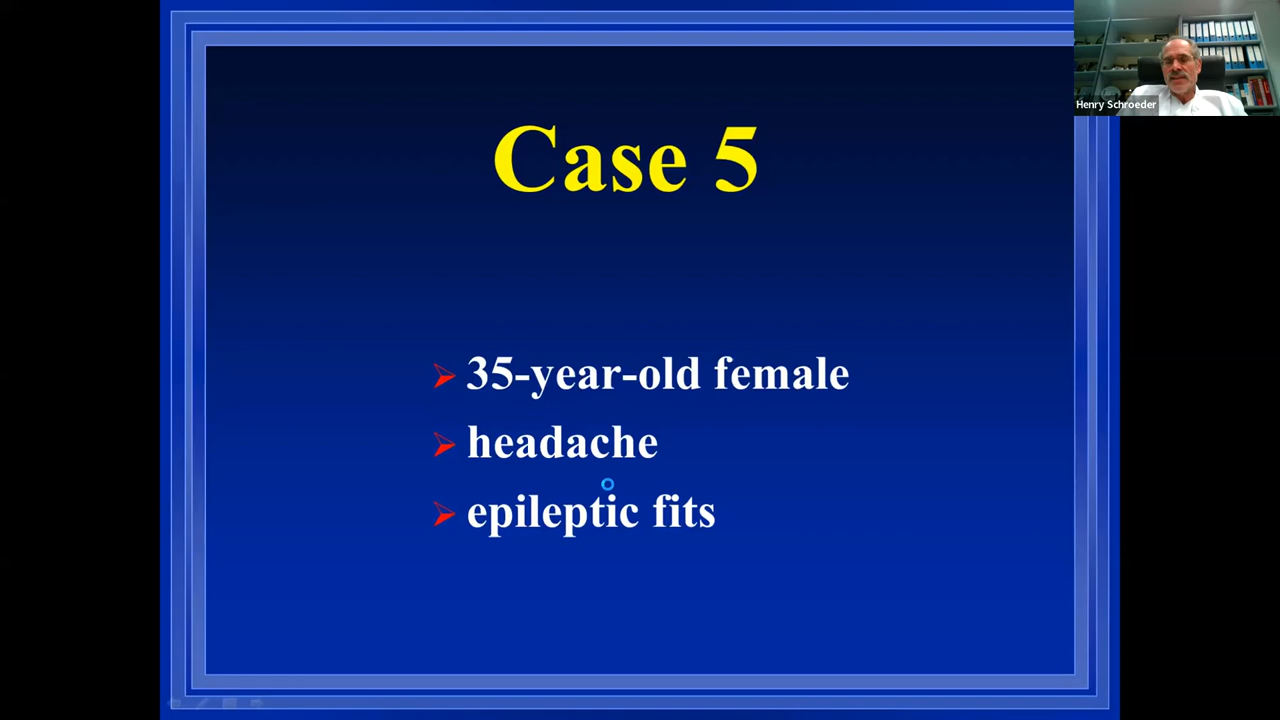 Case 5
35-year-old female
headache
epileptic fits
Henry Schroeder